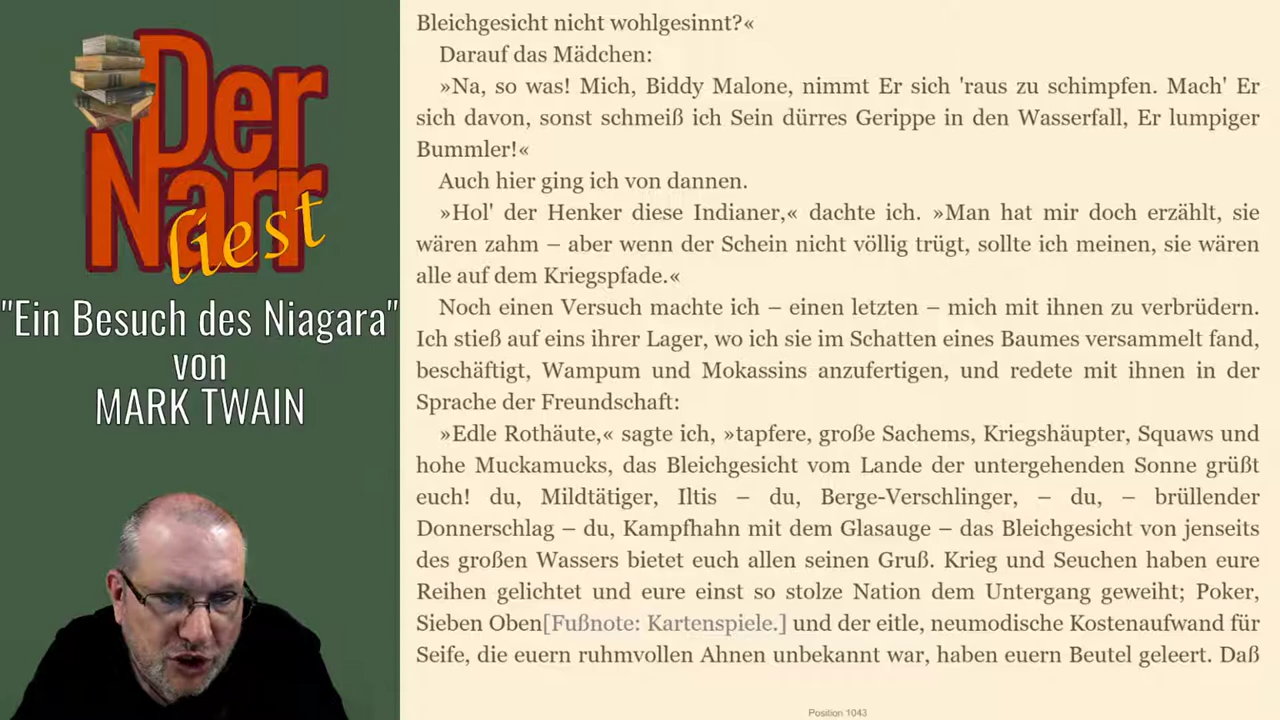 Der
Narr
liest
"Ein Besuch des Niagara"
von
MARK TWAIN
Bleichgesicht nicht wohlgesinnt?«
Darauf das Mädchen:
»Na, so was! Mich, Biddy Malone, nimmt Er sich 'raus zu schimpfen. Mach' Er
sich davon, sonst schmeiß ich Sein dürres Gerippe in den Wasserfall, Er lumpiger
Bummler!«
Auch hier ging ich von dannen.
»Hol' der Henker diese Indianer,« dachte ich. »Man hat mir doch erzählt, sie
wären zahm – aber wenn der Schein nicht völlig trügt, sollte ich meinen, sie wären
alle auf dem Kriegspfade.«
Noch einen Versuch machte ich – einen letzten – mich mit ihnen zu verbrüdern.
Ich stieß auf eins ihrer Lager, wo ich sie im Schatten eines Baumes versammelt fand,
beschäftigt, Wampum und Mokassins anzufertigen, und redete mit ihnen in der
Sprache der Freundschaft:
»Edle Rothäute,« sagte ich, »tapfere, große Sachems, Kriegshäupter, Squaws und
hohe Muckamucks, das Bleichgesicht vom Lande der untergehenden Sonne grüßt
euch! du, Mildtätiger, Iltis – du, Berge-Verschlinger, – du, – brüllender
Donnerschlag – du, Kampfhahn mit dem Glasauge – das Bleichgesicht von jenseits
des großen Wassers bietet euch allen seinen Gruß. Krieg und Seuchen haben eure
Reihen gelichtet und eure einst so stolze Nation dem Untergang geweiht; Poker,
Sieben Oben[Fußnote: Kartenspiele.] und der eitle, neumodische Kostenaufwand für
Seife, die euern ruhmvollen Ahnen unbekannt war, haben euern Beutel geleert. Daß
Position 1043